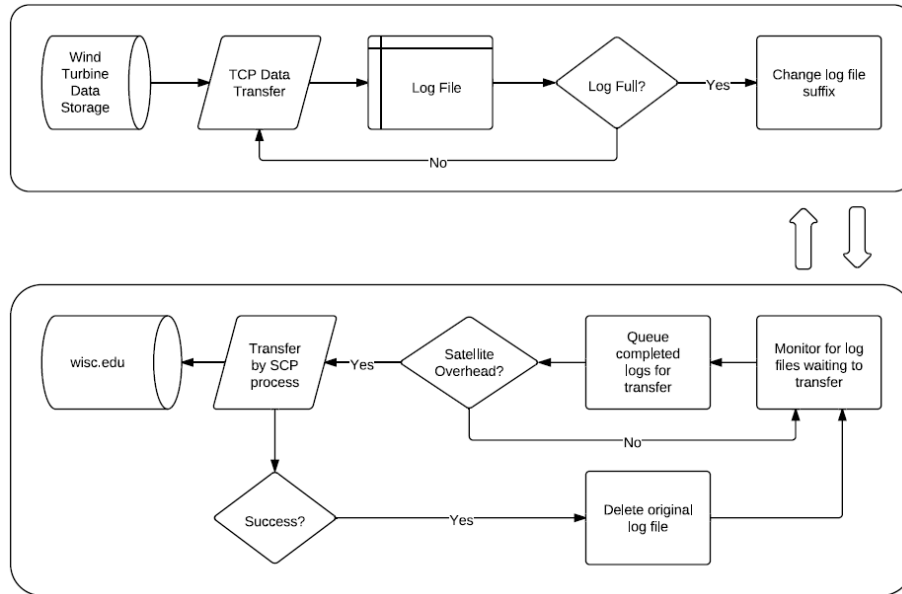 Wind
Turbine
Data
Storage
TCP Data
Transfer
Log File
Log Full?
Yes
Change log file
suffix
No
wisc.edu
Transfer
by SCP
process
Yes
Satellite
Overhead?
Queue
completed
logs for
transfer
Monitor for log
files waiting to
transfer
No
Success?
Yes
Delete original
log file